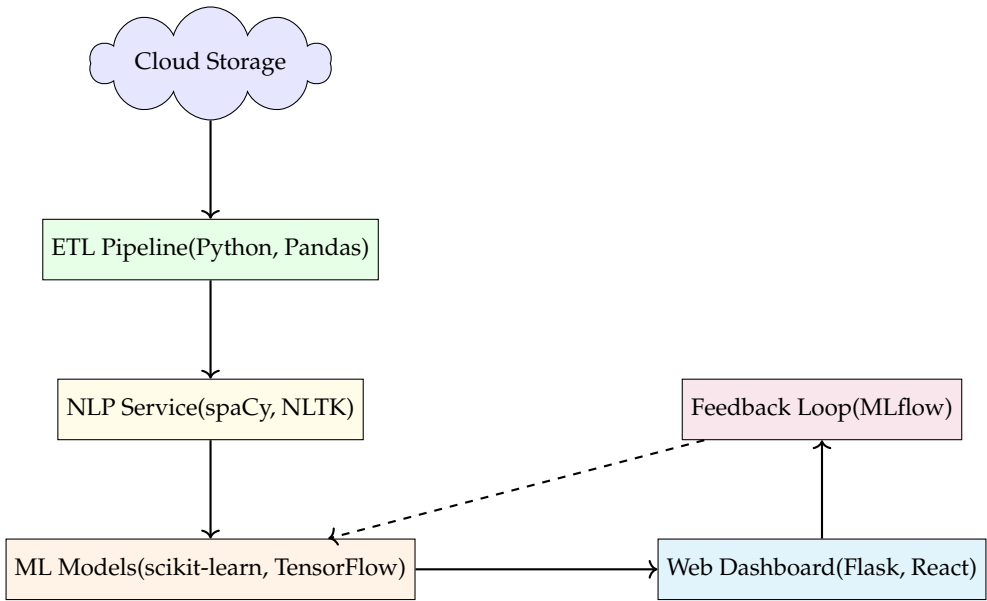 Cloud Storage
ETL Pipeline(Python, Pandas)
NLP Service(spaCy, NLTK)
Feedback Loop(MLflow)
ML Models(scikit-learn, TensorFlow)
Web Dashboard(Flask, React)